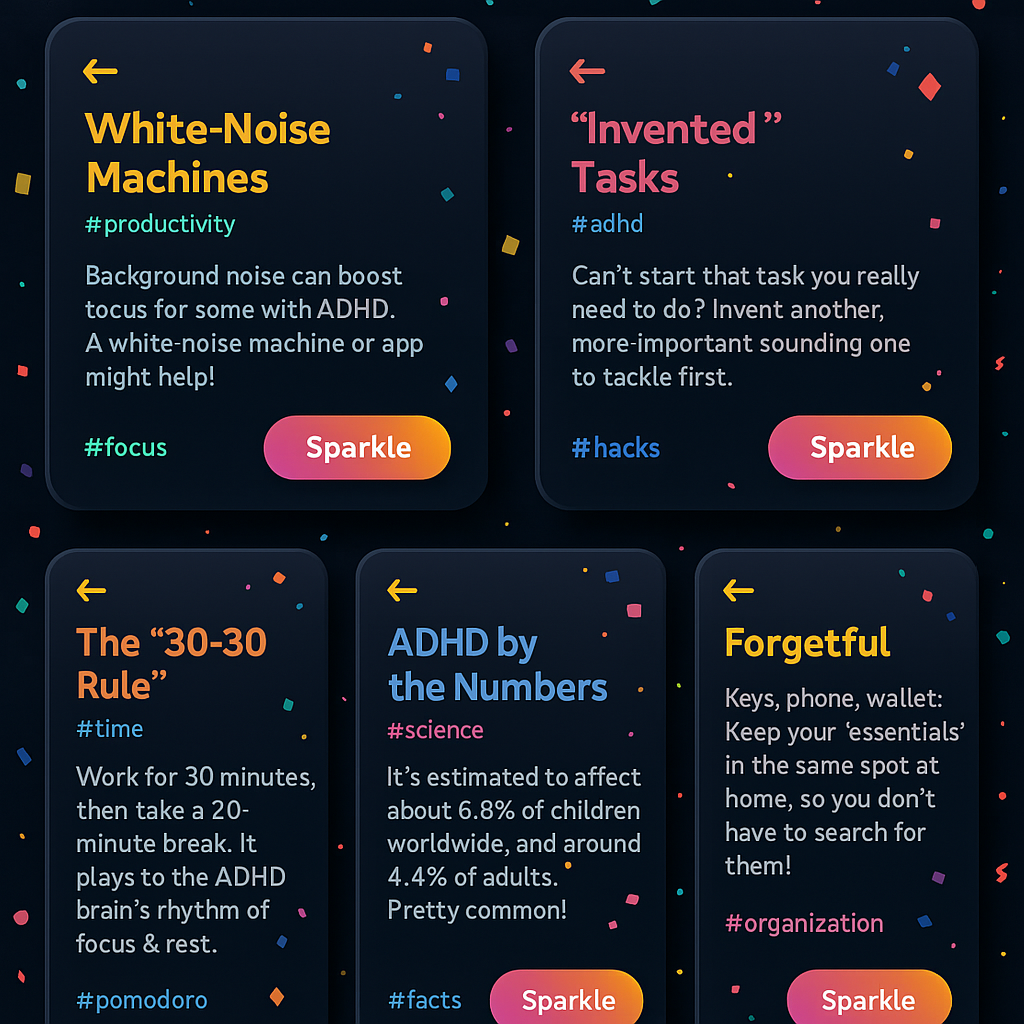 White-Noise
Machines
#productivity
Background noise can boost
tocus for some with ADHD.
A white-noise machine or app
might help!
#focus
Sparkle
“Invented”
Tasks
#adhd
Can’t start that task you really
need to do? Invent another,
more-important sounding one
to tackle first.
#hacks
Sparkle
The “30-30
Rule”
#time
Work for 30 minutes,
then take a 20-
minute break. It
plays to the ADHD
brain’s rhythm of
focus & rest.
#pomodoro
ADHD by
the Numbers
#science
It’s estimated to affect
about 6.8% of children
worldwide, and around
4.4% of adults.
Pretty common!
#facts
Sparkle
Forgetful
Keys, phone, wallet:
Keep your ‘essentials’
in the same spot at
home, so you don’t
have to search for
them!
#organization
Sparkle